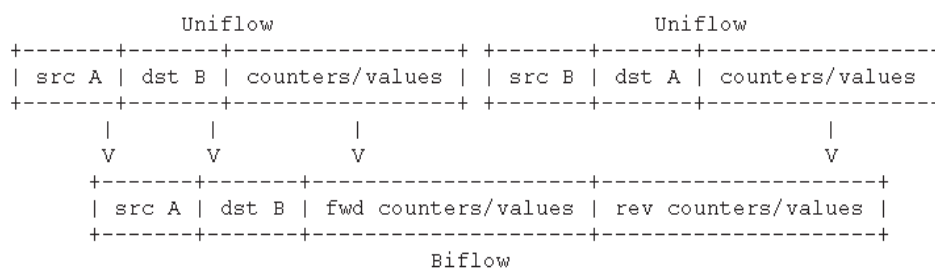 Uniflow                                      Uniflow
+-------+-------+-----------------+ +-------+-------+-----------------
| src A | dst B | counters/values | | src B | dst A | counters/values
+-------+-------+-----------------+ +-------+-------+-----------------
       |       |          |                                  |
       V       V          V                                  V
      +-------+-------+---------------------+---------------------+
      | src A | dst B | fwd counters/values | rev counters/values |
      +-------+-------+---------------------+---------------------+
                              Biflow